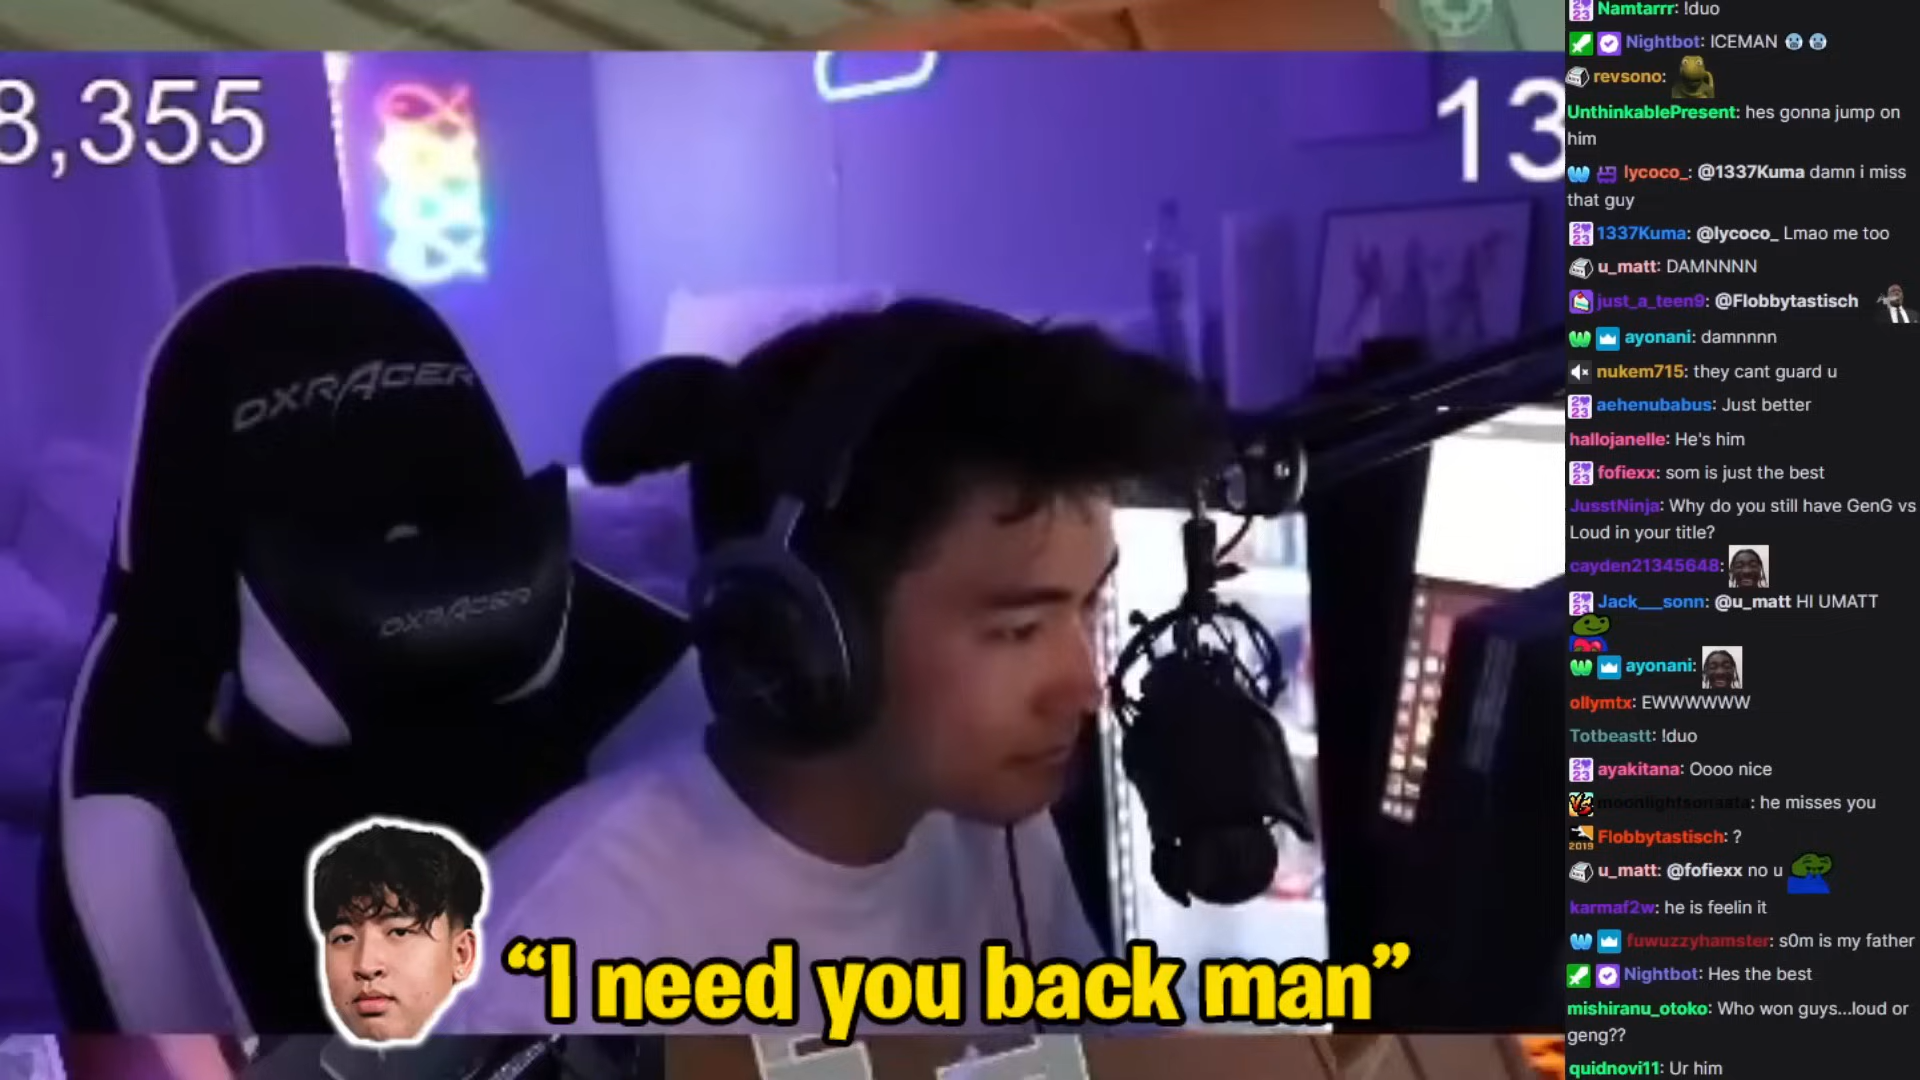 8,355
13
DXRACER
DXRACER
“I need you back man”
Namtarrr: !duo
Nightbot: ICEMAN
revsono:
UnthinkablePresent: hes gonna jump on
him
lycoco_: @1337Kuma damn i miss
that guy
1337Kuma: @lycoco_ Lmao me too
u_matt: DAMNNNN
just_a_teen9: @Flobbytastisch
ayonani: damnnnn
nukem715: they cant guard u
aehenubabus: Just better
hallojanelle: He's him
fofiexx: som is just the best
JusstNinja: Why do you still have GenG vs
Loud in your title?
cayden21345648:
Jack___sonn: @u_matt HI UMATT
ayonani:
ollymtx: EWWWWWW
Totbeastt: !duo
ayakitana: Oooo nice
moonlightsonaata: he misses you
Flobbytastisch: ?
u_matt: @fofiexx no u
karmaf2w: he is feelin it
fuwuzzyhamster: s0m is my father
Nightbot: Hes the best
mishiranu_otoko: Who won guys...loud or
geng??
quidnovi11: Ur him